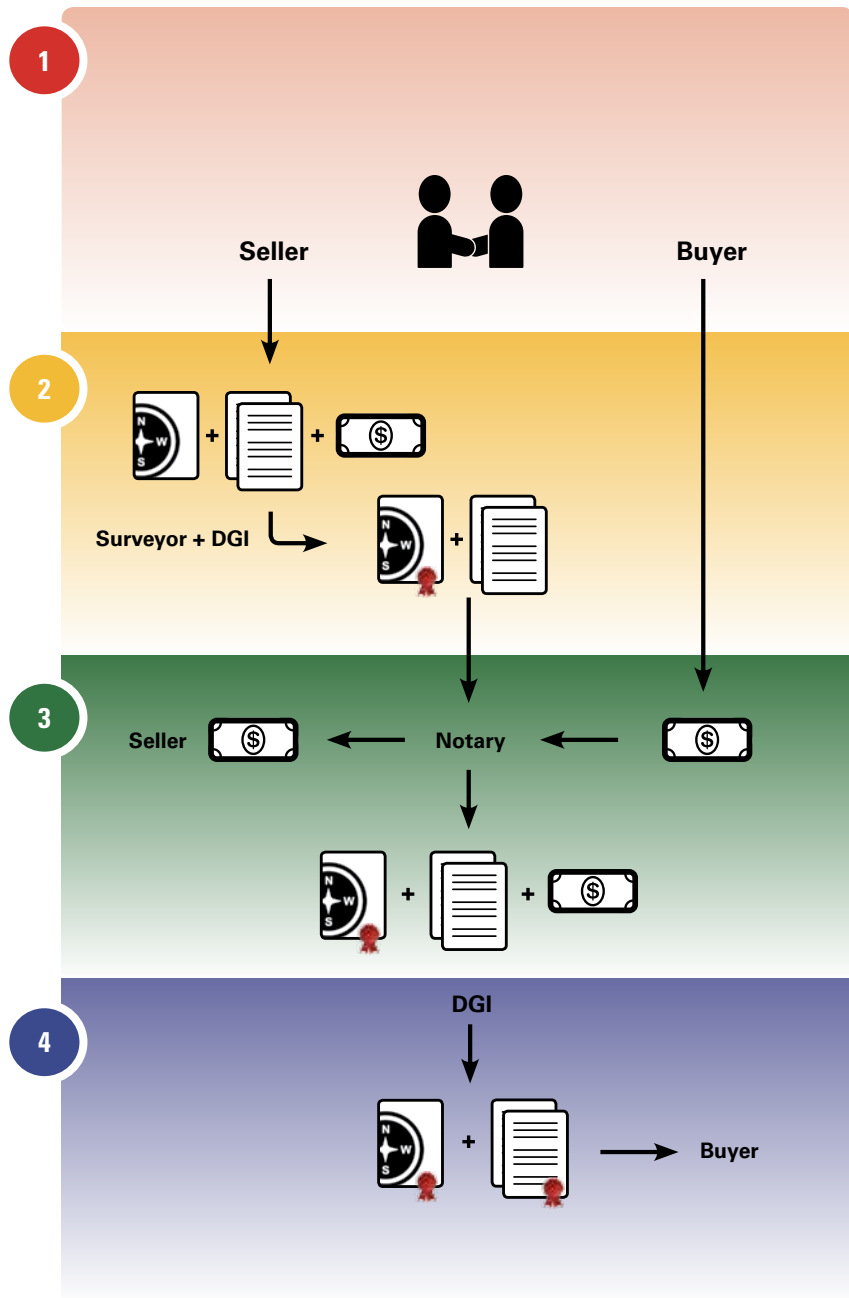 1
Seller
Buyer
2
N
W
S
+
+
$
Surveyor + DGI
N
W
S
+
3
Seller
$
Notary
$
N
W
S
+
+
$
4
DGI
N
W
S
+
Buyer